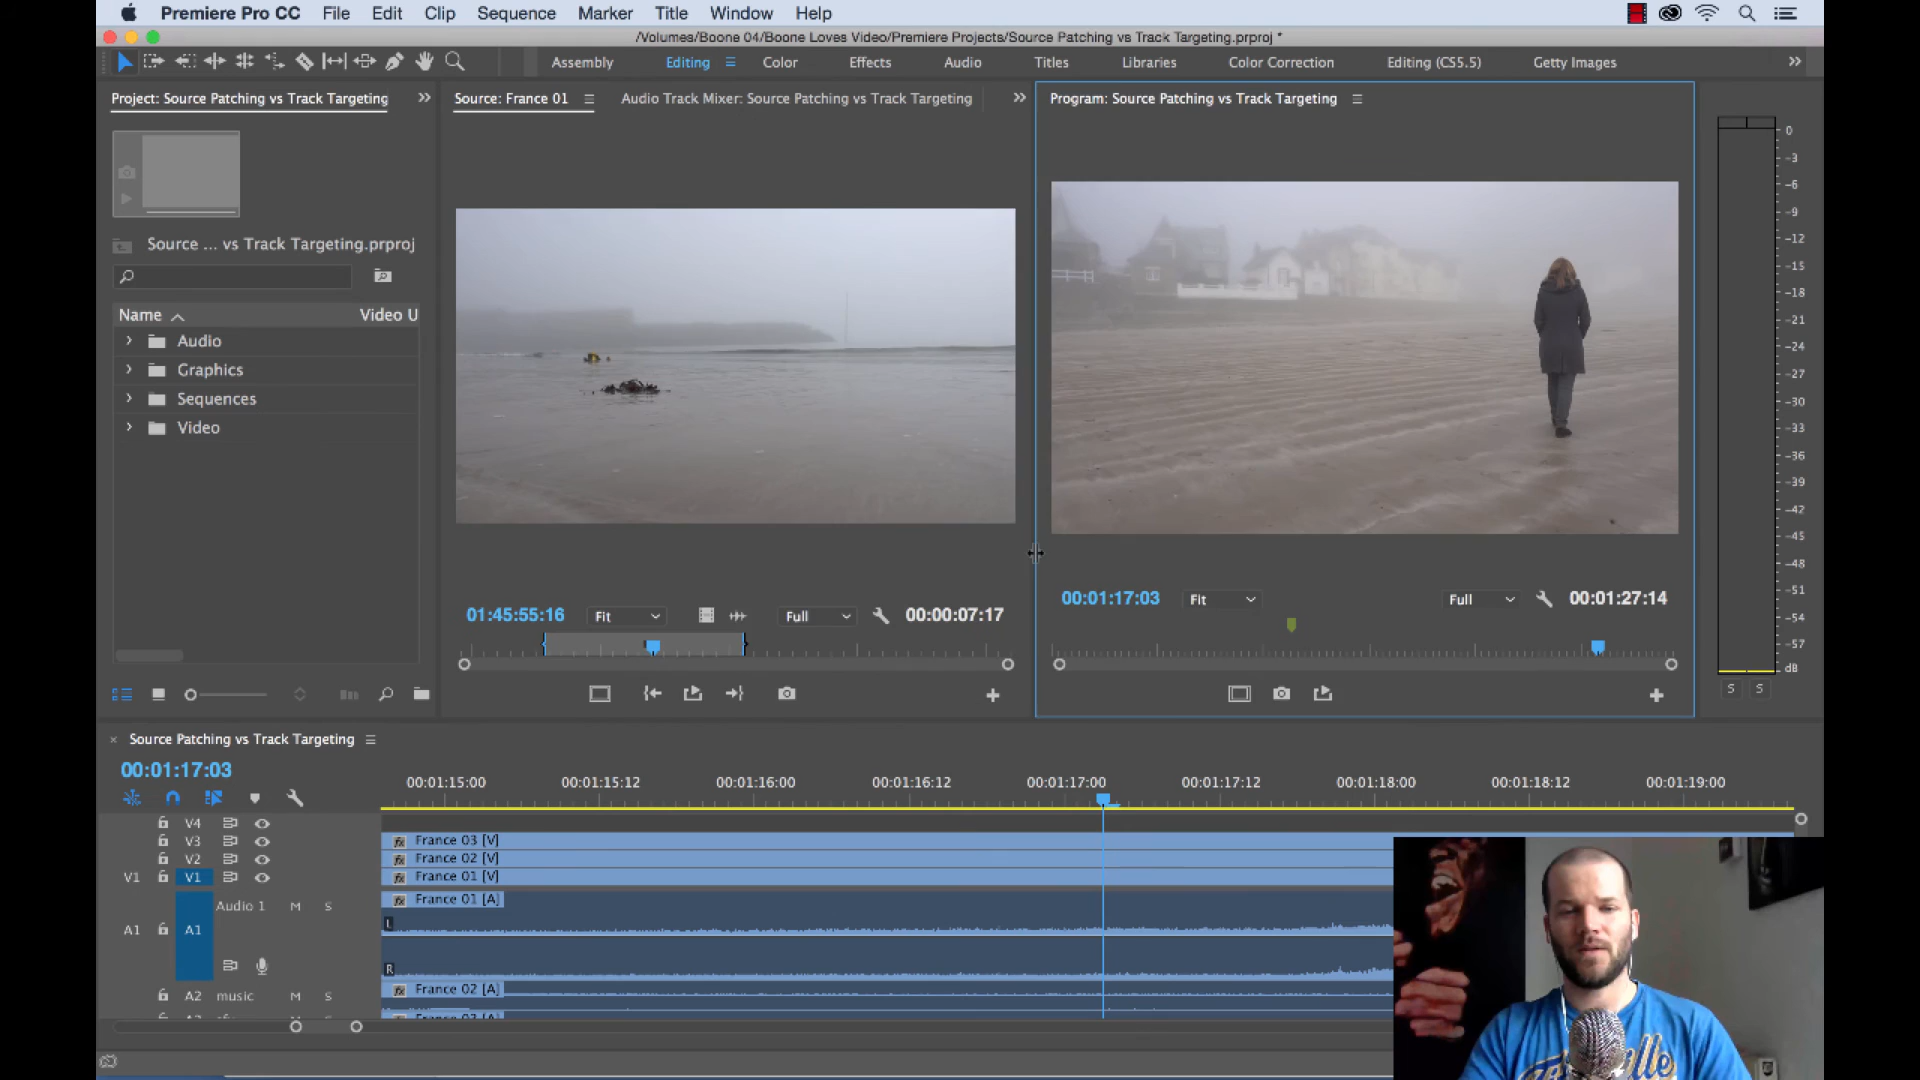 Premiere Pro CC File Edit Clip Sequence Marker Title Window Help
/Volumes/Boone 04/Boone Loves Video/Premiere Projects/Source Patching vs Track Targeting.prproj *
Assembly Editing Color Effects Audio Titles Libraries Color Correction Editing (CS5.5) Getty Images
Project: Source Patching vs Track Targeting
Source: France 01 Audio Track Mixer: Source Patching vs Track Targeting
Program: Source Patching vs Track Targeting
Source ... vs Track Targeting.prproj
Name Video U
Audio
Graphics
Sequences
Video
01:45:55:16 Fit Full 00:00:07:17
00:01:17:03 Fit Full 00:01:27:14
0
-3
-6
-9
-12
-15
-18
-21
-24
-27
-30
-33
-36
-39
-42
-45
-48
-51
-54
-57
dB
S S
Source Patching vs Track Targeting
00:01:17:03
00:01:15:00 00:01:15:12 00:01:16:00 00:01:16:12 00:01:17:00 00:01:17:12 00:01:18:00 00:01:18:12 00:01:19:00
V4
V3 fx France 03 [V]
V2 fx France 02 [V]
V1 V1 fx France 01 [V]
Audio 1 M S fx France 01 [A]
L
A1 A1
R
fx France 02 [A]
A2 music M S